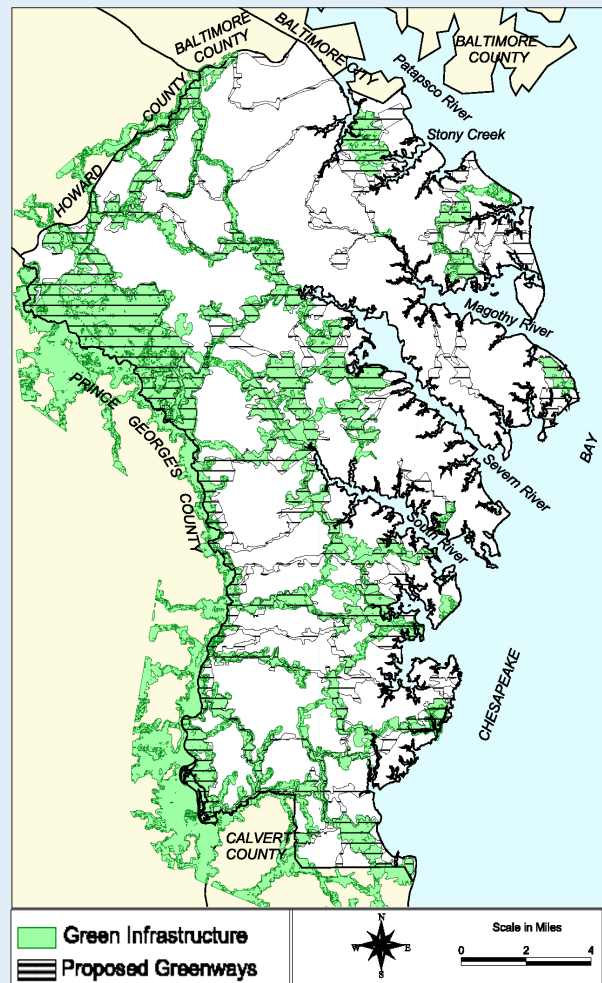 BALTIMORE
COUNTY
BALTIMORE CITY
BALTIMORE
COUNTY
Patapsco River
Stony Creek
HOWARD COUNTY
Magothy River
PRINCE GEORGE'S
COUNTY
Severn River
BAY
South River
CHESAPEAKE
CALVERT
COUNTY
Green Infrastructure
Proposed Greenways
N
W E
S
Scale in Miles
0 2 4